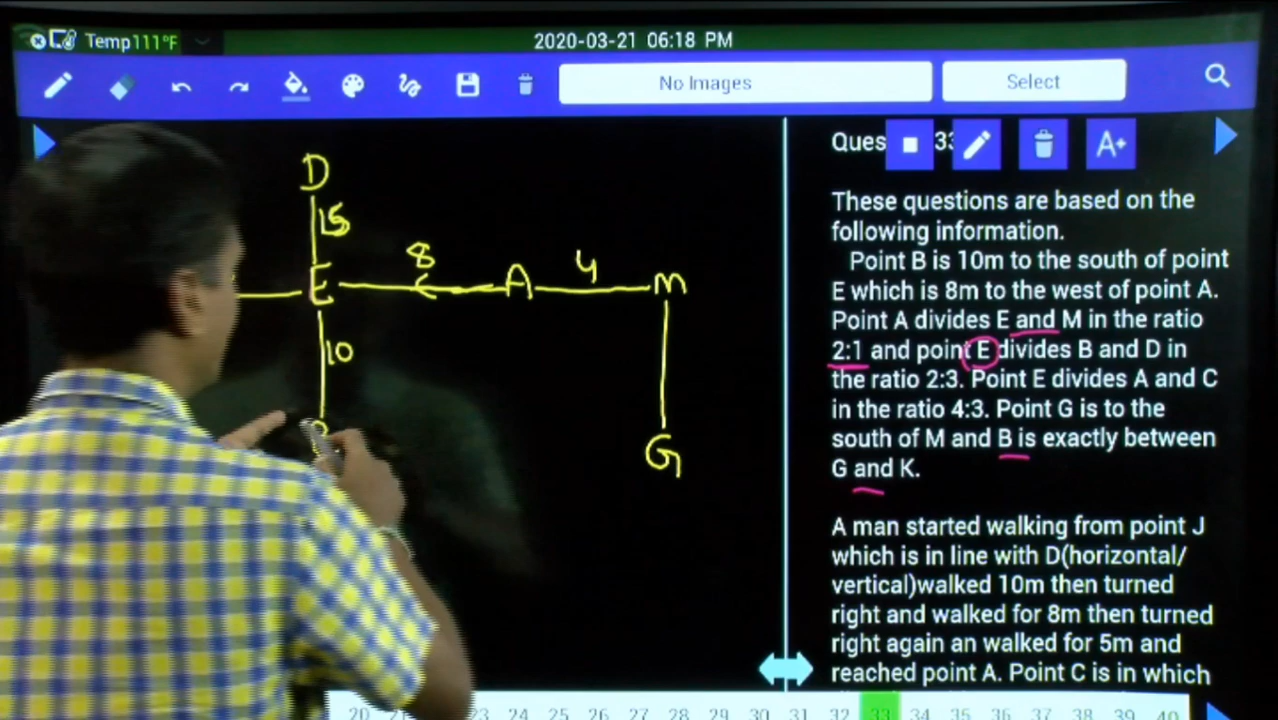 Temp111°F
2020-03-21 06:18 PM
No Images
Select
Ques
33
A+
D
15
E
8
A
4
M
10
G
These questions are based on the
following information.
Point B is 10m to the south of point
E which is 8m to the west of point A.
Point A divides E and M in the ratio
2:1 and point E divides B and D in
the ratio 2:3. Point E divides A and C
in the ratio 4:3. Point G is to the
south of M and B is exactly between
G and K.
A man started walking from point J
which is in line with D(horizontal/
vertical)walked 10m then turned
right and walked for 8m then turned
right again an walked for 5m and
reached point A. Point C is in which
20 21 23 24 25 26 27 28 29 30 31 32 33 34 35 36 37 38 39 40